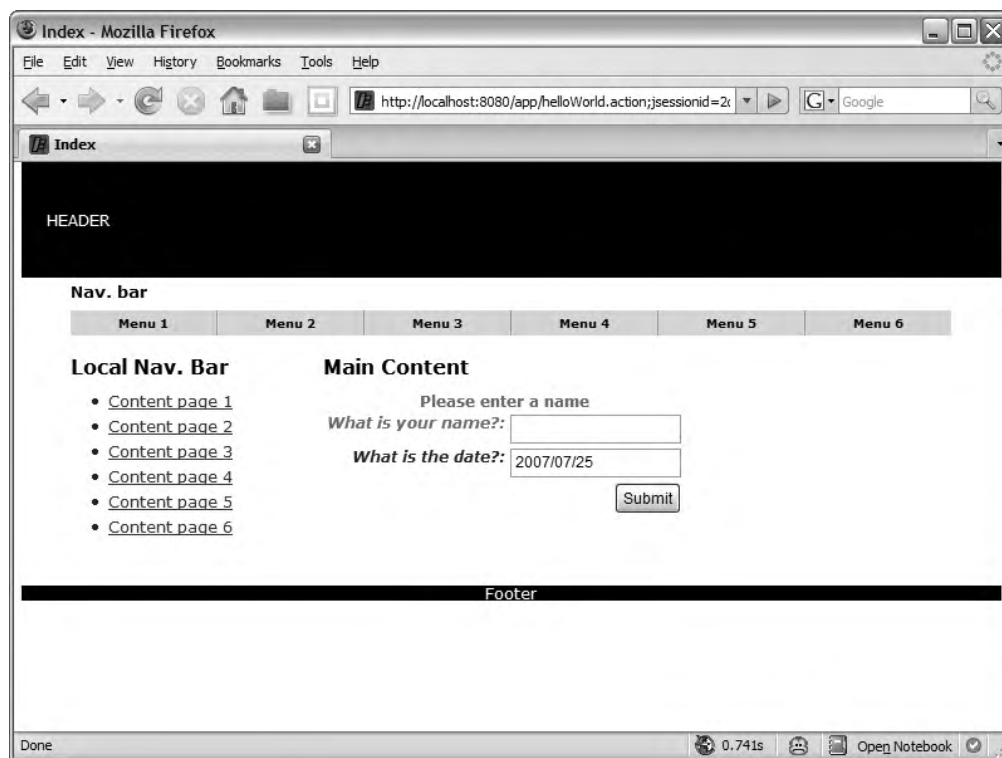 Index - Mozilla Firefox
File Edit View History Bookmarks Tools Help
http://localhost:8080/app/helloWorld.action;jsessionid=2
G Google
Index
HEADER
Nav. bar
Menu 1 Menu 2 Menu 3 Menu 4 Menu 5 Menu 6
Local Nav. Bar
Content page 1
Content page 2
Content page 3
Content page 4
Content page 5
Content page 6
Main Content
Please enter a name
What is your name?:
What is the date?: 2007/07/25
Submit
Footer
Done 0.741s Open Notebook